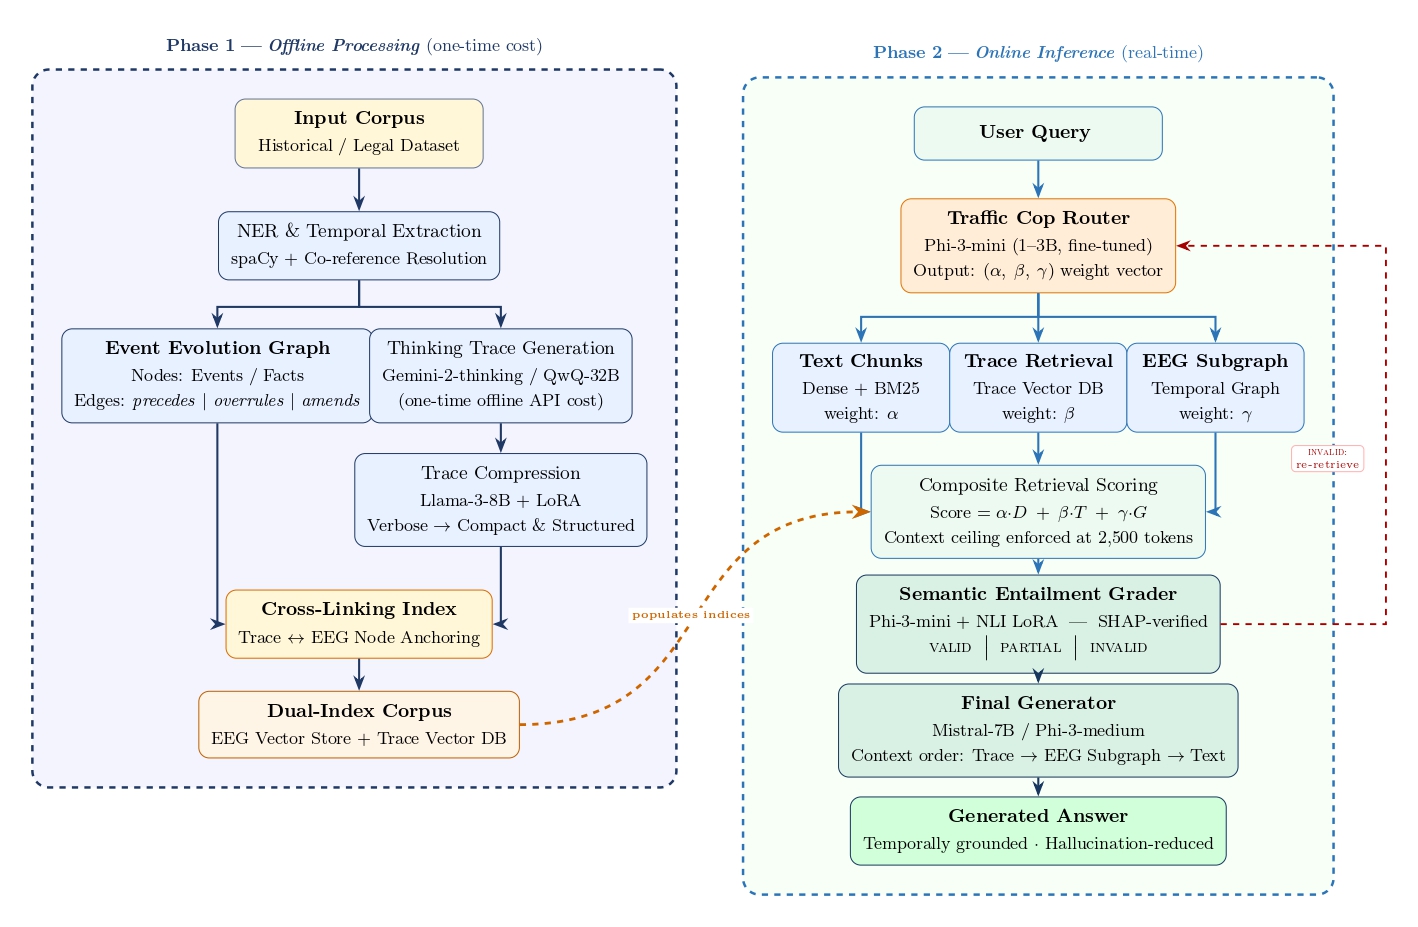 Phase 1 — Offline Processing (one-time cost)
Input Corpus
Historical / Legal Dataset
NER & Temporal Extraction
spaCy + Co-reference Resolution
Event Evolution Graph
Nodes: Events / Facts
Edges: precedes | overrules | amends
Thinking Trace Generation
Gemini-2-thinking / QwQ-32B
(one-time offline API cost)
Trace Compression
Llama-3-8B + LoRA
Verbose → Compact & Structured
Cross-Linking Index
Trace ↔ EEG Node Anchoring
Dual-Index Corpus
EEG Vector Store + Trace Vector DB
populates indices
Phase 2 — Online Inference (real-time)
User Query
Traffic Cop Router
Phi-3-mini (1–3B, fine-tuned)
Output: (α, β, γ) weight vector
Text Chunks
Dense + BM25
weight: α
Trace Retrieval
Trace Vector DB
weight: β
EEG Subgraph
Temporal Graph
weight: γ
INVALID:
re-retrieve
Composite Retrieval Scoring
Score = α·D + β·T + γ·G
Context ceiling enforced at 2,500 tokens
Semantic Entailment Grader
Phi-3-mini + NLI LoRA — SHAP-verified
VALID | PARTIAL | INVALID
Final Generator
Mistral-7B / Phi-3-medium
Context order: Trace → EEG Subgraph → Text
Generated Answer
Temporally grounded · Hallucination-reduced